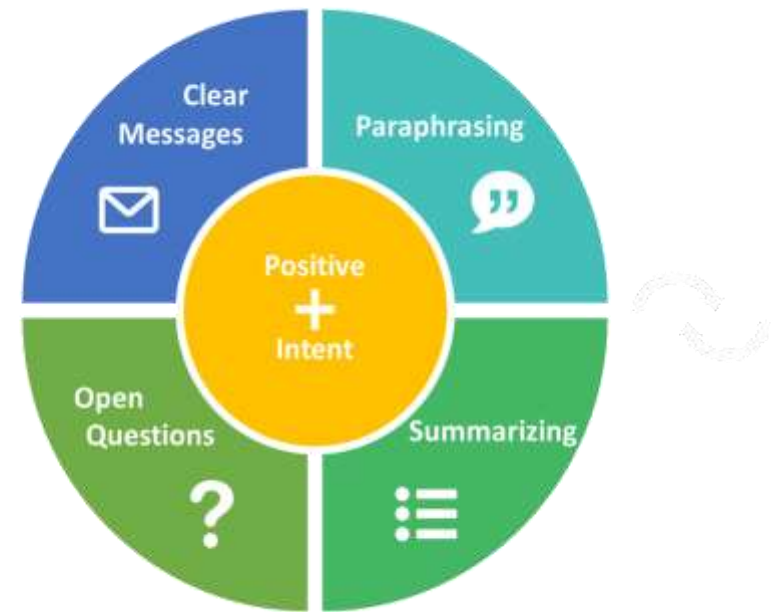 Clear
Messages
Paraphrasing
Positive
+
Intent
Open
Questions
?
Summarizing